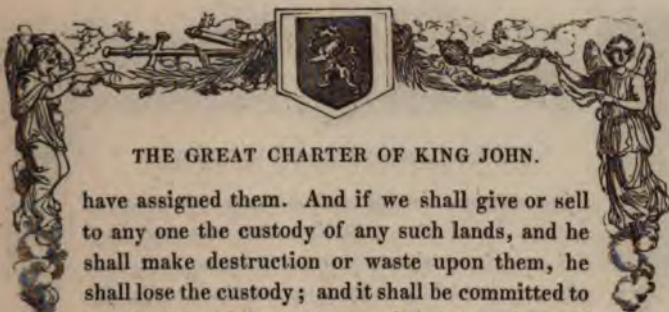 THE GREAT CHARTER OF KING JOHN.
have assigned them. And if we shall give or sell
to any one the custody of any such lands, and he
shall make destruction or waste upon them, he
shall lose the custody; and it shall be committed to